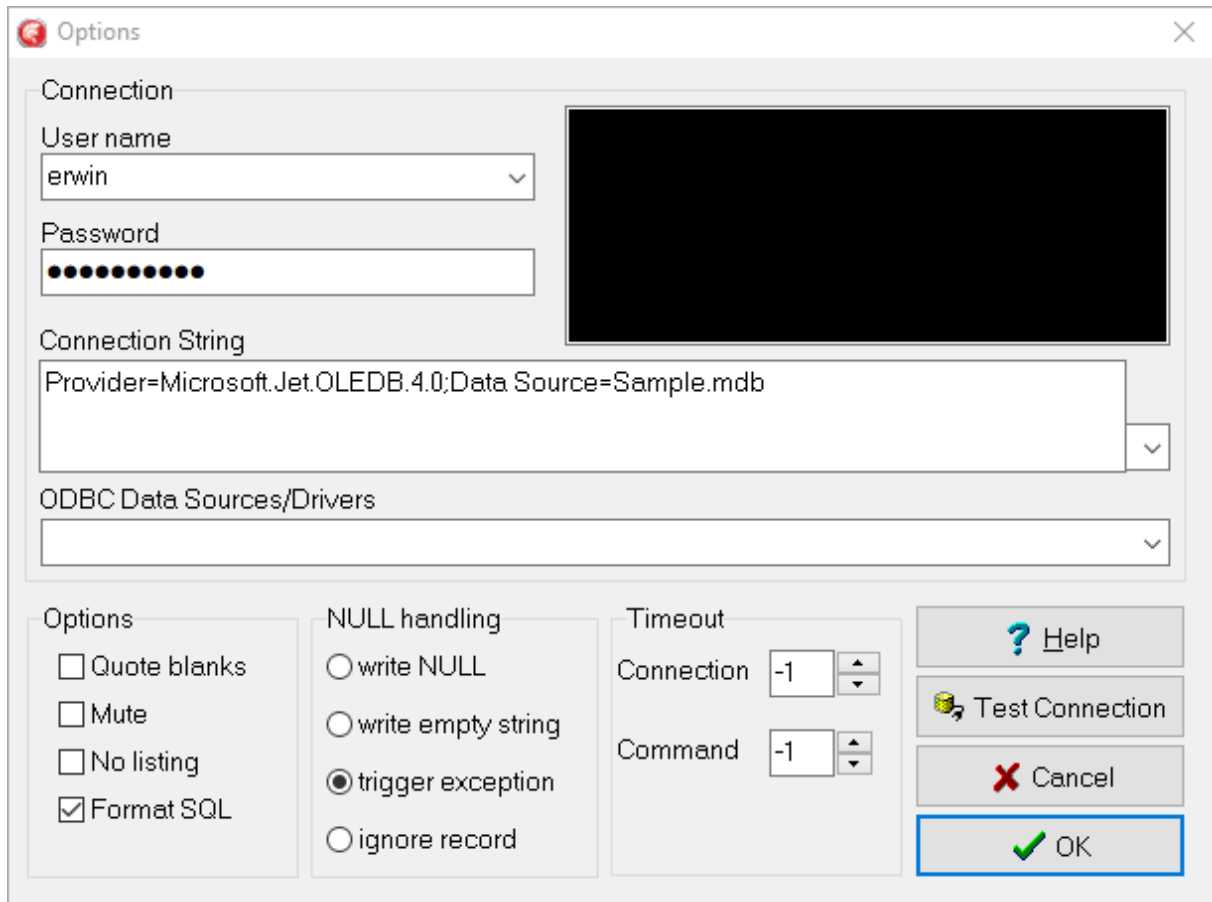 Options
Connection
User name
erwin
Password
●●●●●●●●●●
Connection String
Provider=Microsoft.Jet.OLEDB.4.0;Data Source=Sample.mdb
ODBC Data Sources/Drivers
Options
Quote blanks
Mute
No listing
Format SQL
NULL handling
write NULL
write empty string
trigger exception
ignore record
Timeout
Connection -1
Command -1
Help
Test Connection
Cancel
OK